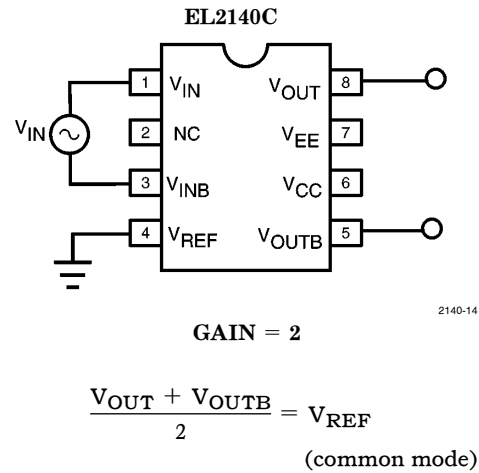 EL2140C
1 V_IN
V_OUT 8
V_IN
2 NC
V_EE 7
3 V_INB
V_CC 6
4 V_REF
V_OUTB 5
2140-14
GAIN = 2
V_OUT + V_OUTB
2
= V_REF
(common mode)